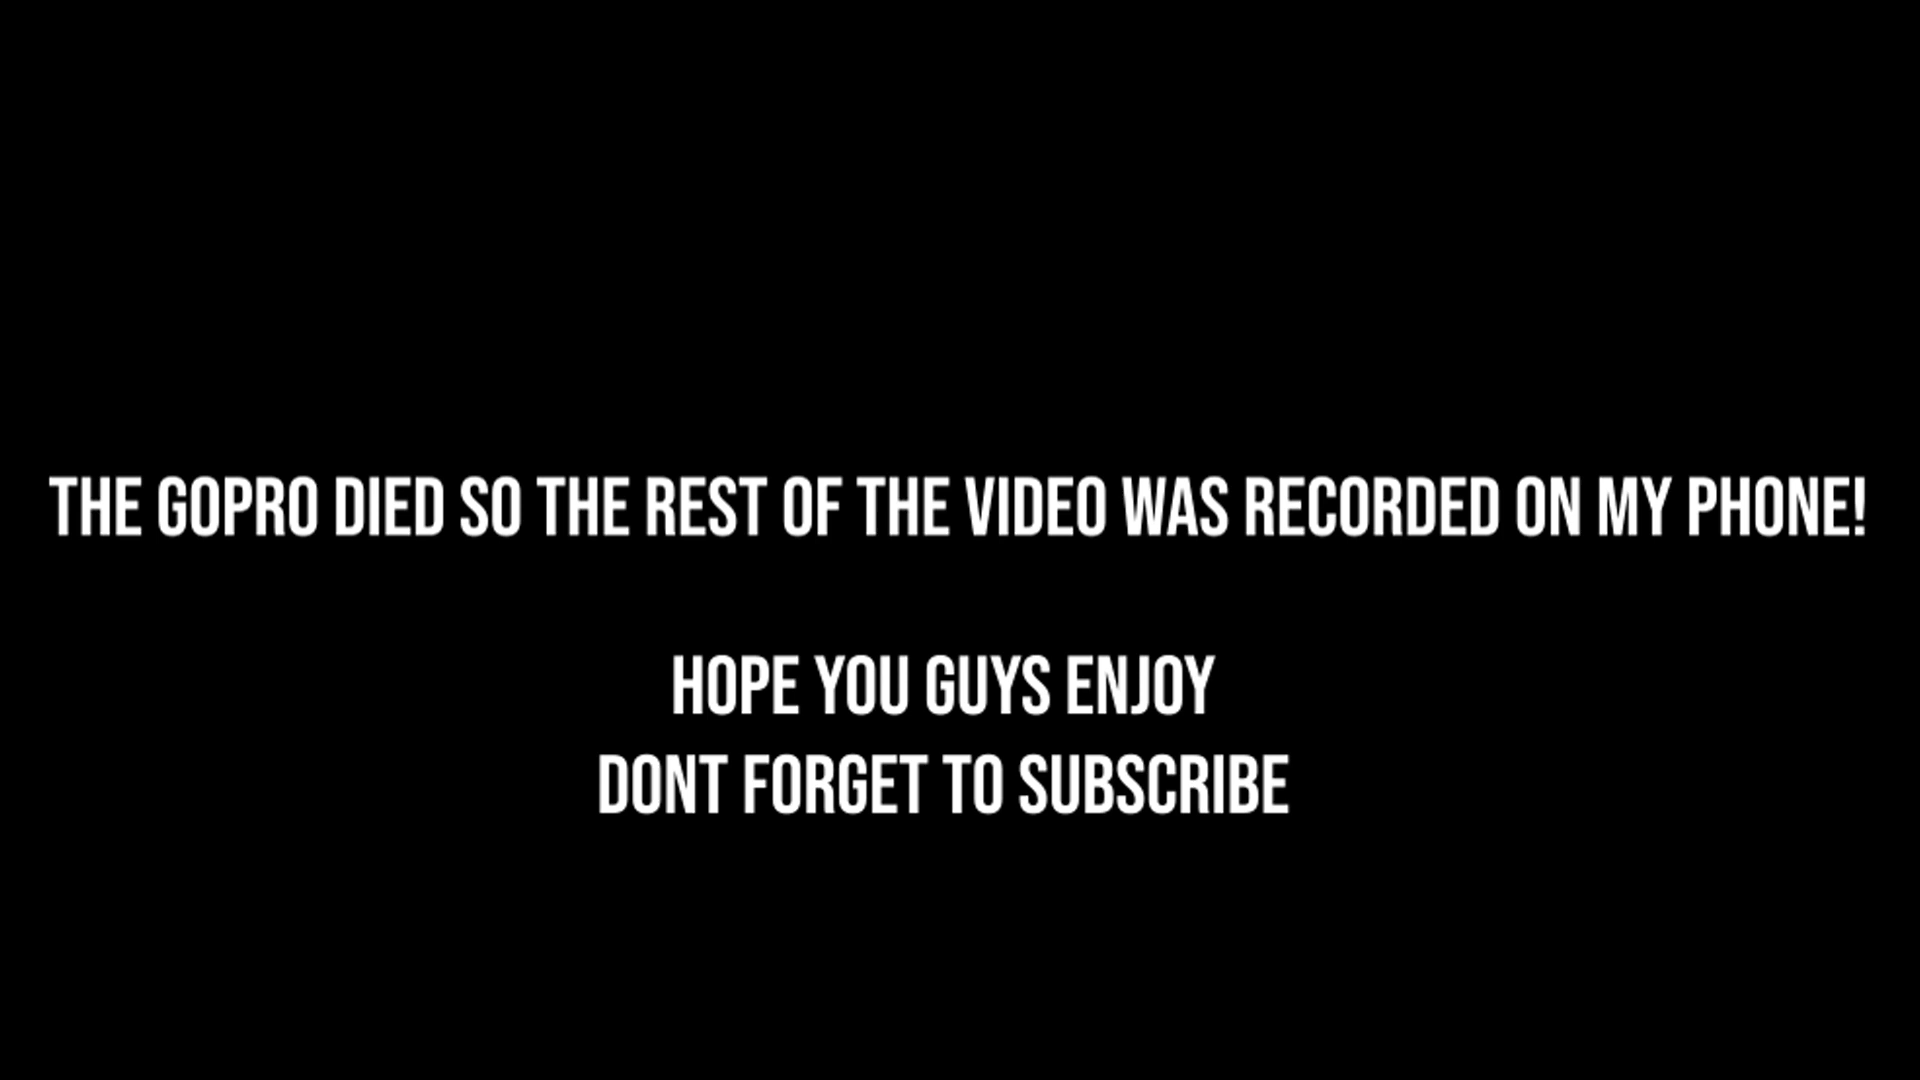 THE GOPRO DIED SO THE REST OF THE VIDEO WAS RECORDED ON MY PHONE!
HOPE YOU GUYS ENJOY
DONT FORGET TO SUBSCRIBE